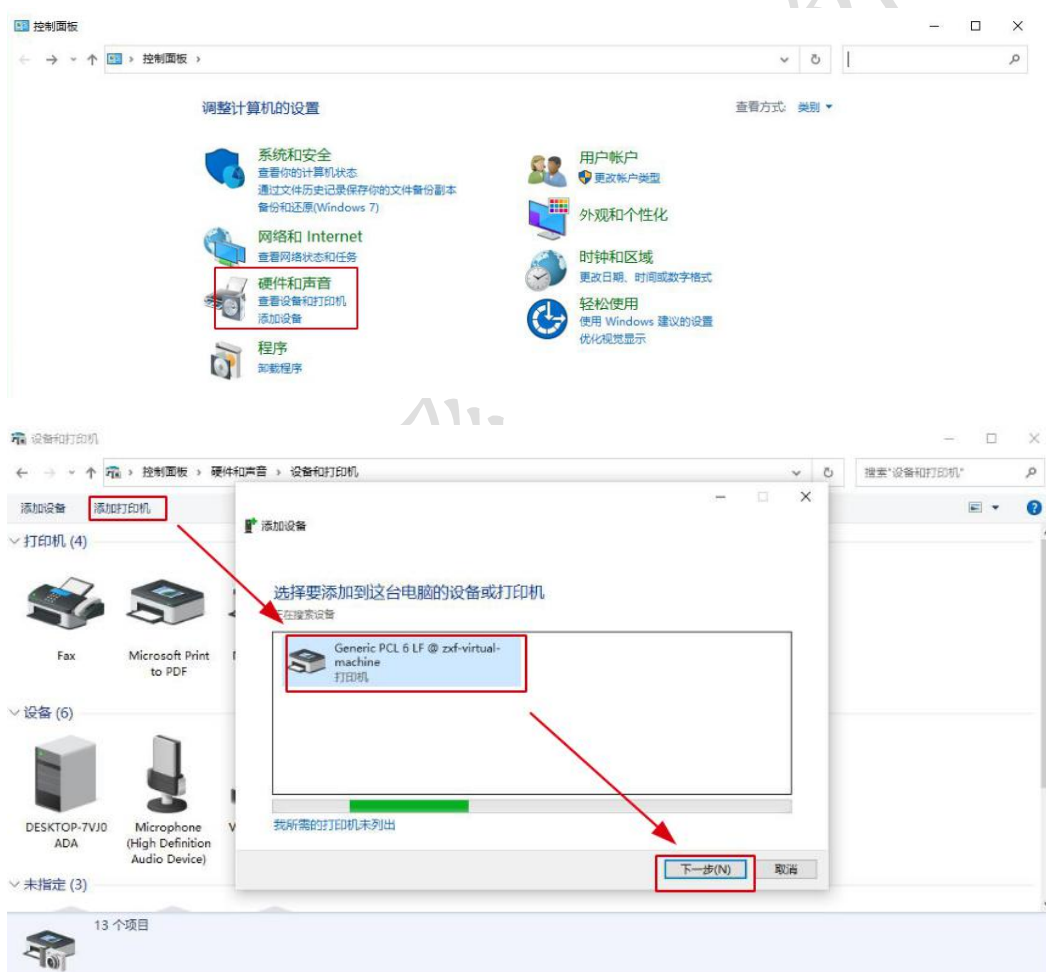 控制面板
控制面板
调整计算机的设置
查看方式: 类别
系统和安全
查看你的计算机状态
通过文件历史记录保存你的文件备份副本
备份和还原(Windows 7)
网络和 Internet
查看网络状态和任务
硬件和声音
查看设备和打印机
添加设备
程序
卸载程序
用户帐户
更改帐户类型
外观和个性化
时钟和区域
更改日期、时间或数字格式
轻松使用
使用 Windows 建议的设置
优化视觉显示
设备和打印机
控制面板 › 硬件和声音 › 设备和打印机
搜索"设备和打印机"
添加设备 添加打印机
打印机 (4)
Fax
Microsoft Print
to PDF
设备 (6)
DESKTOP-7VJ0
ADA
Microphone
(High Definition
Audio Device)
未指定 (3)
13 个项目
添加设备
选择要添加到这台电脑的设备或打印机
正在搜索设备
Generic PCL 6 LF @ zxf-virtual-
machine
打印机
我所需的打印机未列出
下一步(N) 取消